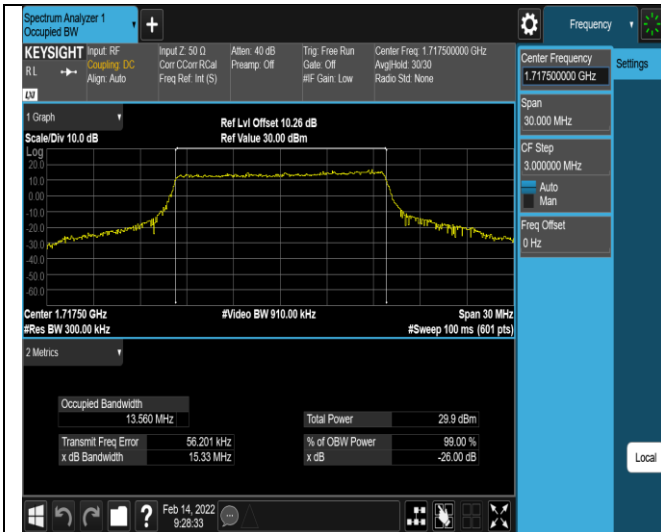 Spectrum Analyzer 1
Occupied BW
+
Frequency
KEYSIGHT
RL
LXI
Input: RF
Coupling: DC
Align: Auto
Input Z: 50 Ω
Corr CCorr RCal
Freq Ref: Int (S)
Atten: 40 dB
Preamp: Off
Trig: Free Run
Gate: Off
#IF Gain: Low
Center Freq: 1.717500000 GHz
Avg|Hold: 30/30
Radio Std: None
Center Frequency
1.717500000 GHz
Settings
Span
30.000 MHz
CF Step
3.000000 MHz
Auto
Man
Freq Offset
0 Hz
1 Graph
Scale/Div 10.0 dB
Ref Lvl Offset 10.26 dB
Ref Value 30.00 dBm
Log
20.0
10.0
0.00
-10.0
-20.0
-30.0
-40.0
-50.0
-60.0
Center 1.71750 GHz
#Res BW 300.00 kHz
#Video BW 910.00 kHz
Span 30 MHz
#Sweep 100 ms (601 pts)
2 Metrics
Occupied Bandwidth
13.560 MHz
Total Power 29.9 dBm
Transmit Freq Error 56.201 kHz
% of OBW Power 99.00 %
x dB Bandwidth 15.33 MHz
x dB -26.00 dB
Local
?
Feb 14, 2022
9:28:33